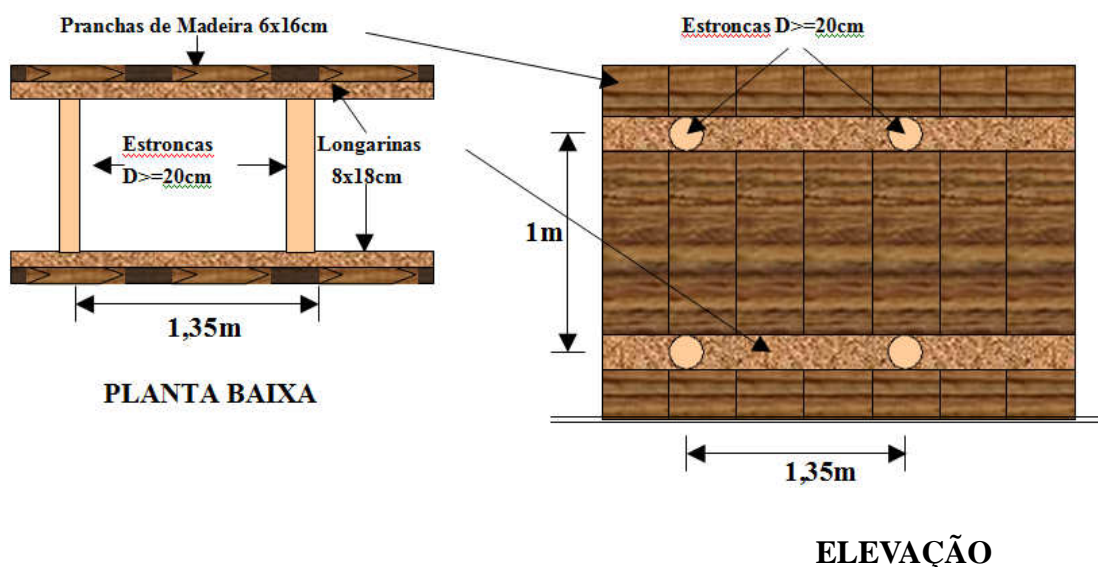 Pranchas de Madeira 6x16cm
Estroncas D>=20cm
Estroncas
D>=20cm
Longarinas
8x18cm
1m
1,35m
1,35m
PLANTA BAIXA
ELEVAÇÃO